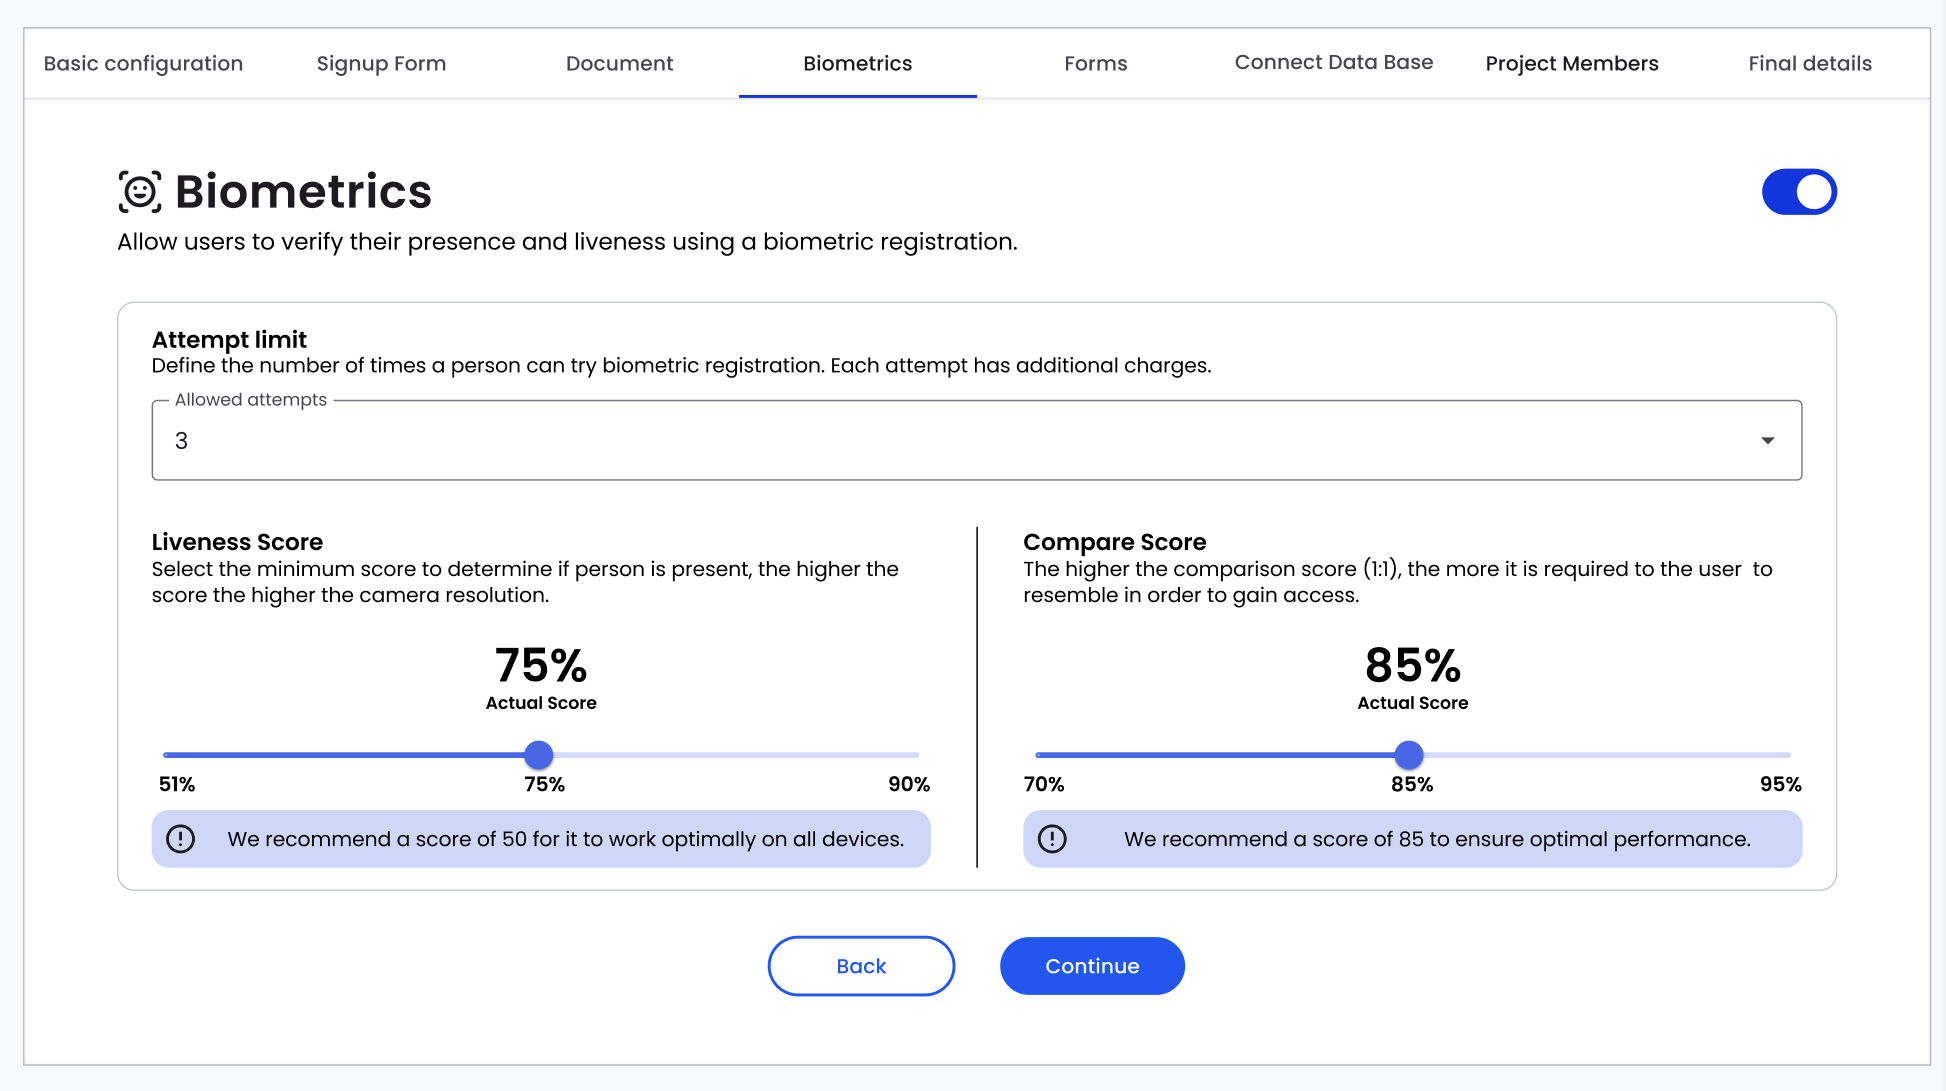 Basic configuration
Signup Form
Document
Biometrics
Forms
Connect Data Base
Project Members
Final details
Biometrics
Allow users to verify their presence and liveness using a biometric registration.
Attempt limit
Define the number of times a person can try biometric registration. Each attempt has additional charges.
Allowed attempts
3
Liveness Score
Select the minimum score to determine if person is present, the higher the
score the higher the camera resolution.
75%
Actual Score
51%
75%
90%
We recommend a score of 50 for it to work optimally on all devices.
Compare Score
The higher the comparison score (1:1), the more it is required to the user  to
resemble in order to gain access.
85%
Actual Score
70%
85%
95%
We recommend a score of 85 to ensure optimal performance.
Back
Continue